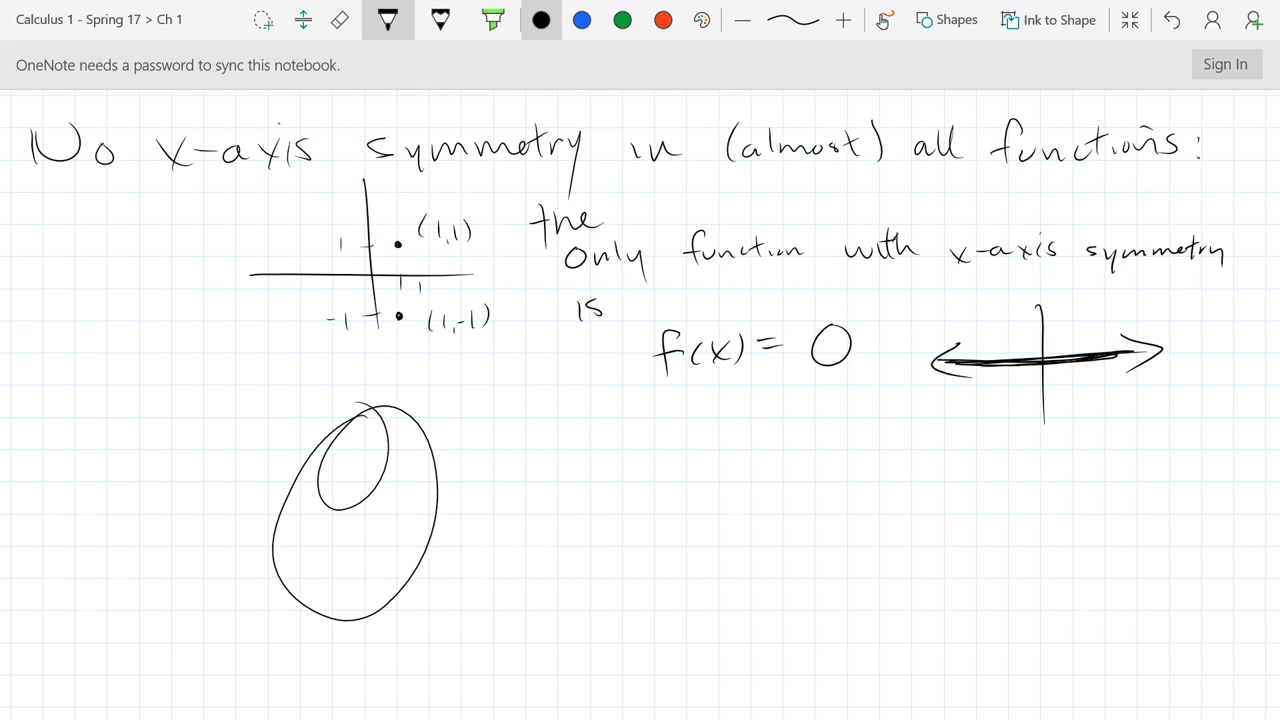 Calculus 1 - Spring 17 > Ch 1
Shapes
Ink to Shape
OneNote needs a password to sync this notebook.
Sign In
No x-axis symmetry in (almost) all functions:
1 (1,1)
-1 (1,-1)
the
only function with x-axis symmetry
is
f(x) = 0